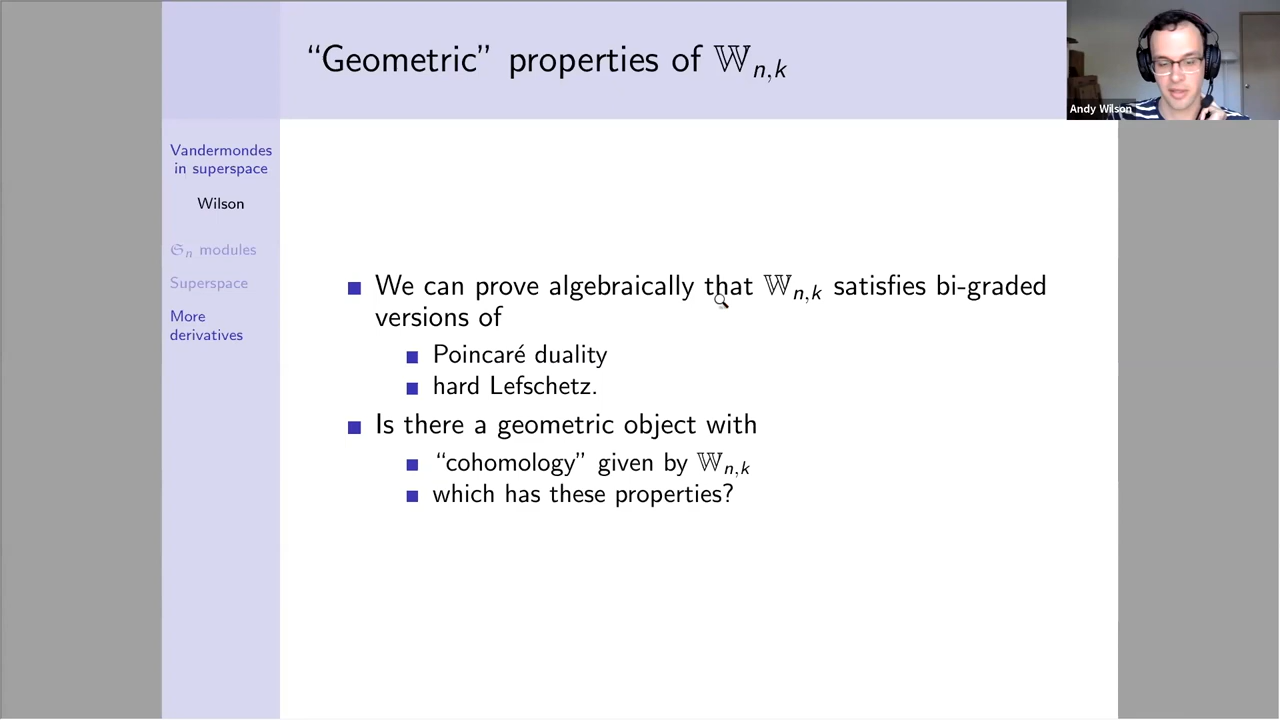 “Geometric” properties of 𝕎n,k
Andy Wilson
Vandermondes
in superspace
Wilson
𝔖n modules
Superspace
More
derivatives
We can prove algebraically that 𝕎n,k satisfies bi-graded
versions of
Poincaré duality
hard Lefschetz.
Is there a geometric object with
“cohomology” given by 𝕎n,k
which has these properties?